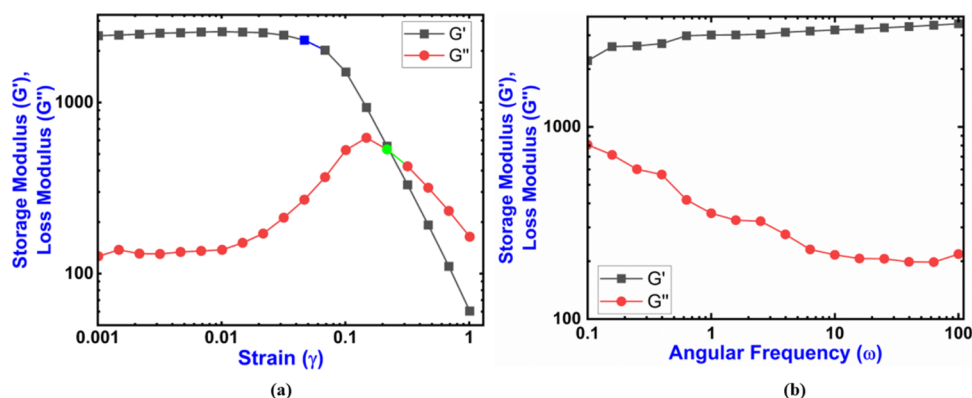 Storage Modulus (G'),
Loss Modulus (G'')
1000
100
0.001
0.01
0.1
1
Strain (γ)
G'
G''
(a)
Storage Modulus (G'),
Loss Modulus (G'')
1000
100
0.1
1
10
100
Angular Frequency (ω)
G'
G''
(b)